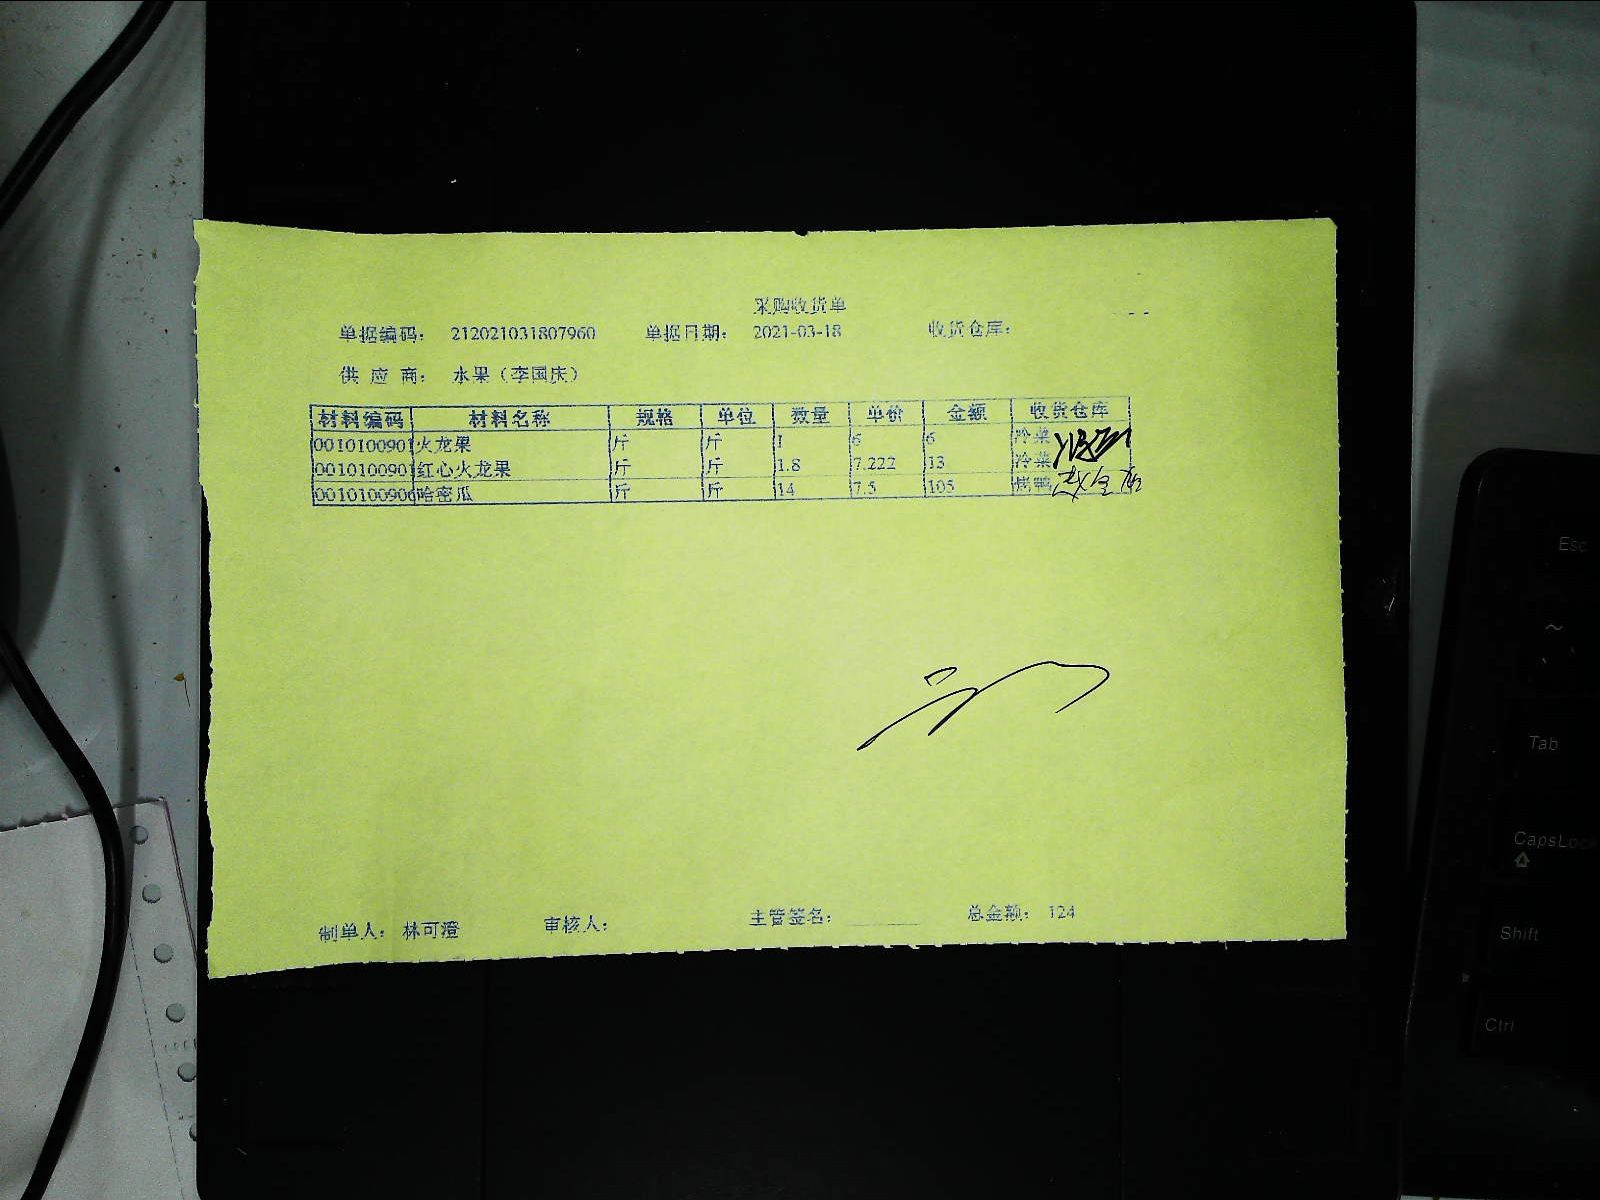 采购收货单
单据编码: 212021031807960 单据日期: 2021-03-18 收货仓库:
供 应 商: 水果（李国庆）
材料编码 材料名称 规格 单位 数量 单价 金额 收货仓库
0010100901 火龙果 斤 斤 1 6 6 冷菜
0010100901 红心火龙果 斤 斤 1.8 7.222 13 冷菜
0010100906 哈密瓜 斤 斤 14 7.5 105 烤鸭
制单人: 林可澄 审核人: 主管签名: 总金额: 124
Esc
~
Tab
CapsLock
Shift
Ctrl